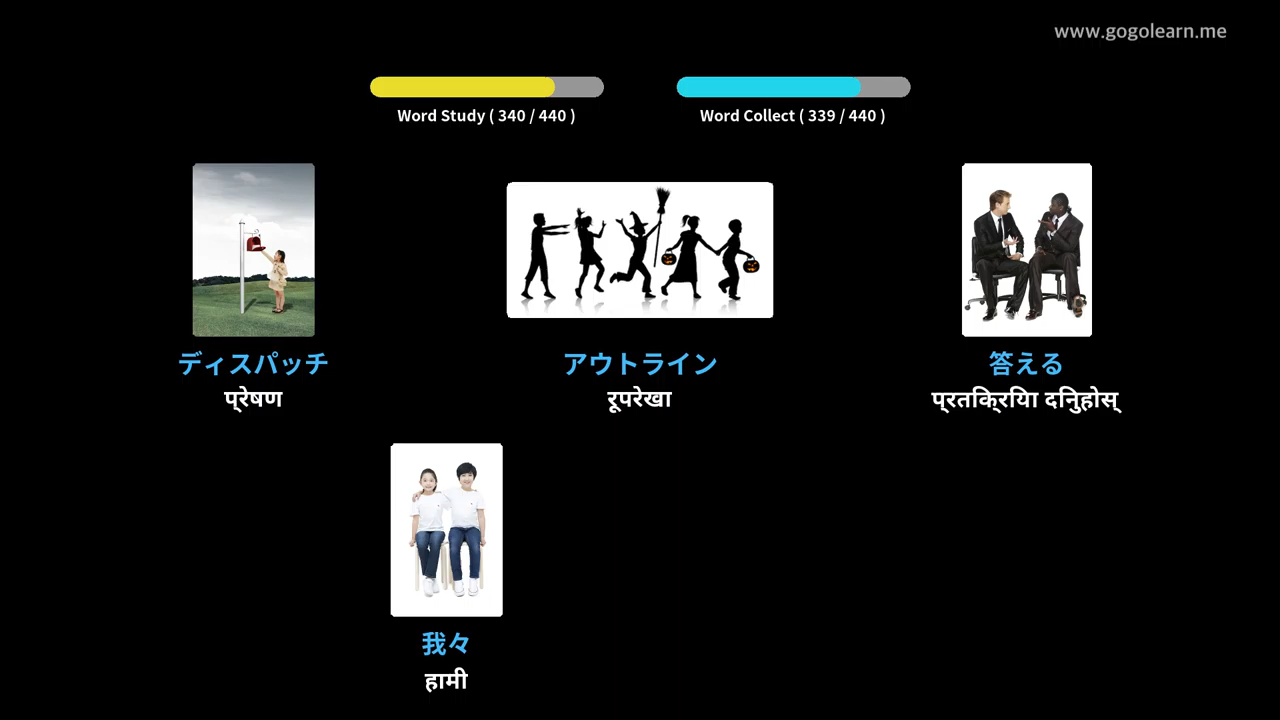 www.gogolearn.me
Word Study ( 340 / 440 )
Word Collect ( 339 / 440 )
ディスパッチ
प्रेषण
アウトライン
रूपरेखा
答える
प्रतिक्रिया दिनुहोस्
我々
हामी